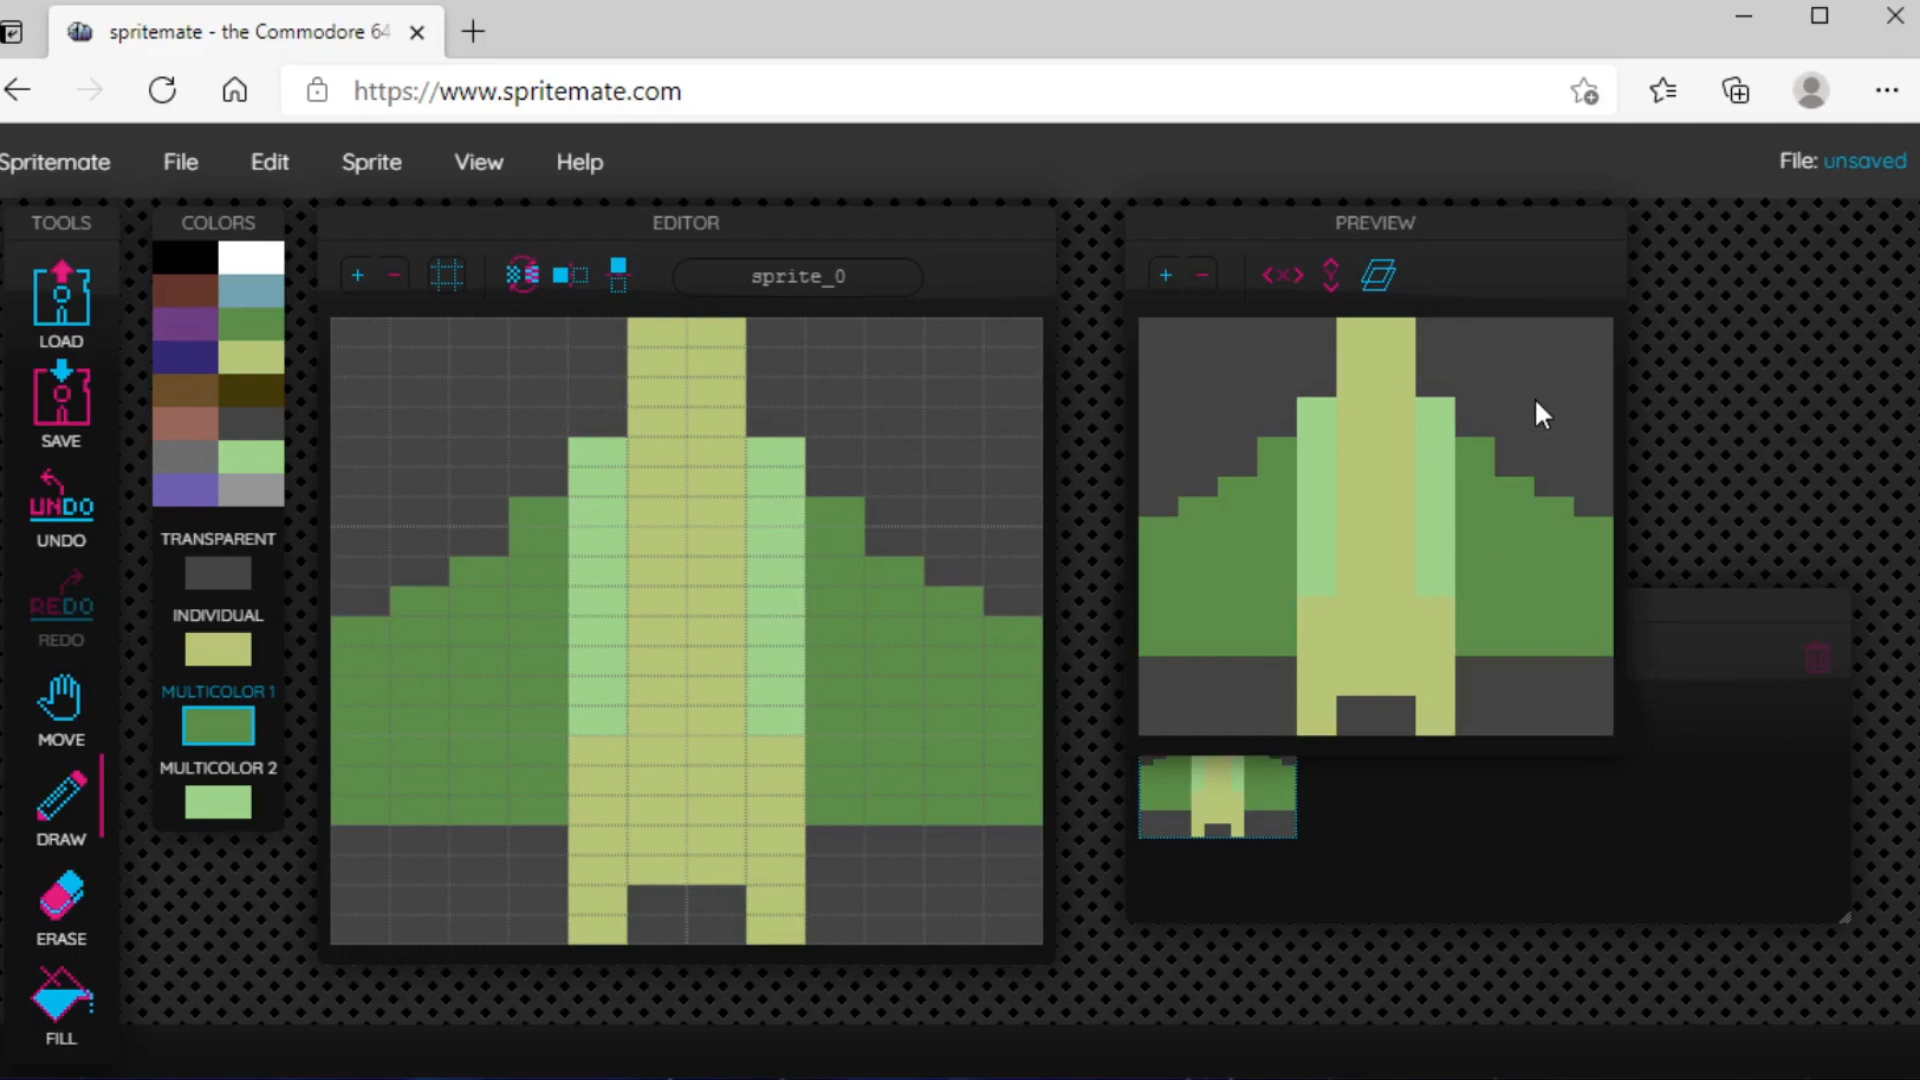 spritemate - the Commodore 64
https://www.spritemate.com
Spritemate File Edit Sprite View Help File: unsaved
TOOLS
LOAD
SAVE
UNDO
UNDO
REDO
REDO
MOVE
DRAW
ERASE
FILL
COLORS
TRANSPARENT
INDIVIDUAL
MULTICOLOR 1
MULTICOLOR 2
EDITOR
+ - sprite_0
PREVIEW
+ - <x>